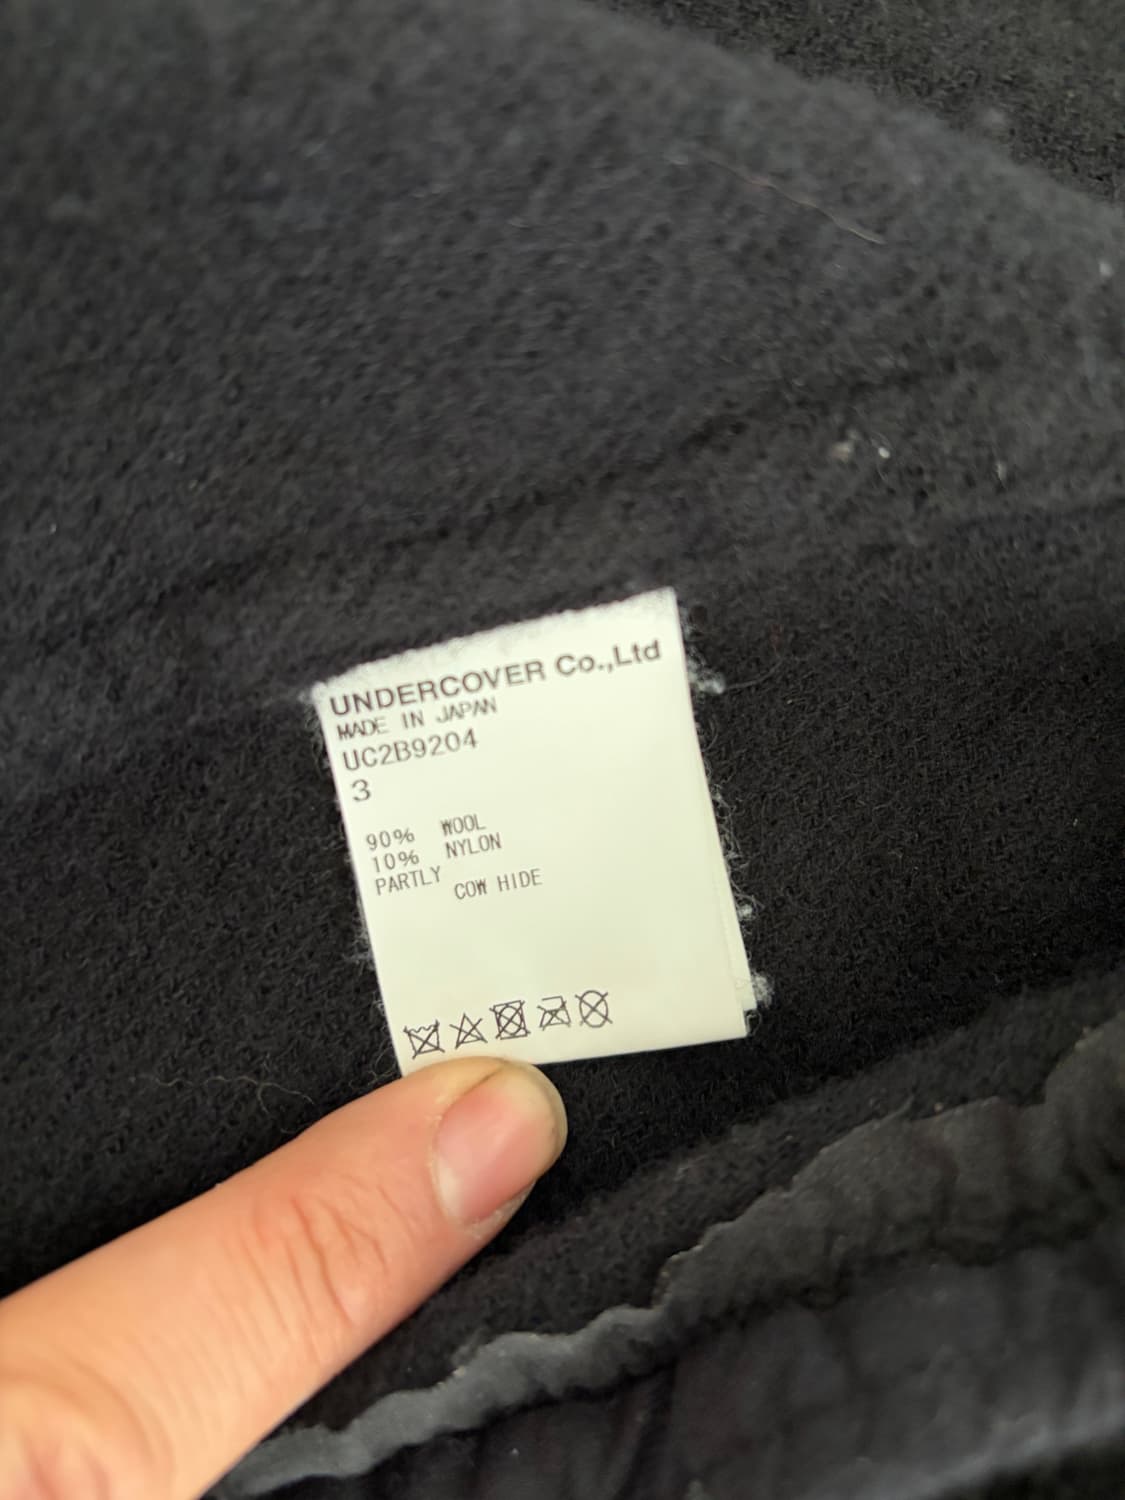 UNDERCOVER Co.,Ltd
MADE IN JAPAN
UC2B9204
3
90% WOOL
10% NYLON
PARTLY COW HIDE